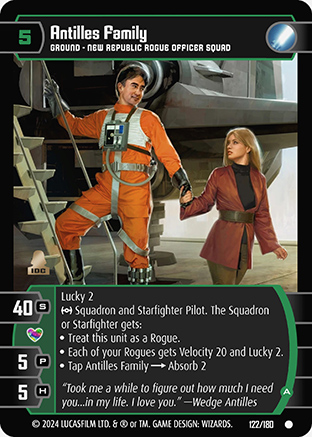 5
Antilles Family
GROUND - NEW REPUBLIC ROGUE OFFICER SQUAD
IDC
40 S
5 P
5 H
Lucky 2
Squadron and Starfighter Pilot. The Squadron
or Starfighter gets:
• Treat this unit as a Rogue.
• Each of your Rogues gets Velocity 20 and Lucky 2.
• Tap Antilles Family → Absorb 2
“Took me a while to figure out how much I need
you...in my life. I love you.” —Wedge Antilles
A
© 2024 LUCASFILM LTD. & ® or TM. GAME DESIGN: WIZARDS.
122/180